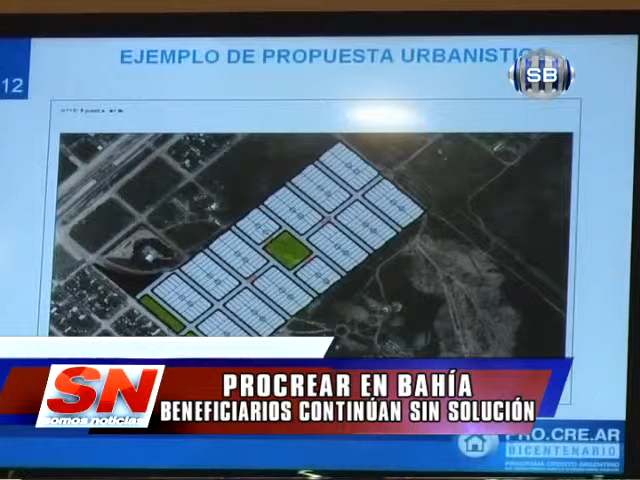 EJEMPLO DE PROPUESTA URBANISTIC
SB
12
PROCREAR EN BAHÍA
BENEFICIARIOS CONTINÚAN SIN SOLUCIÓN
SN
somos noticias
PRO.CRE.AR
BICENTENARIO
PROGRAMA CREDITO ARGENTINO